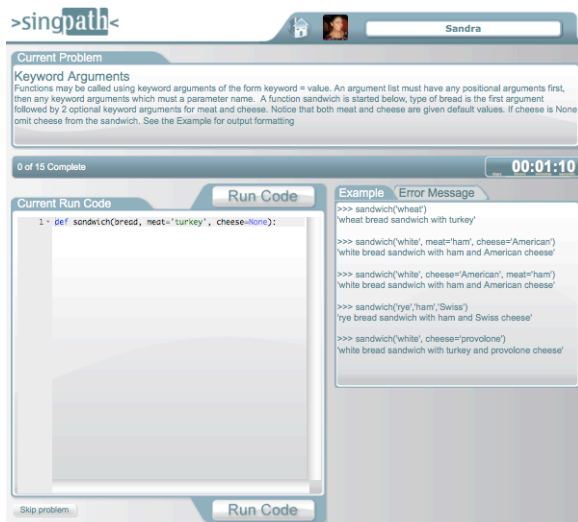 >singpath<
Sandra
Current Problem
Keyword Arguments
Functions may be called using keyword arguments of the form keyword = value. An argument list must have any positional arguments first,
then any keyword arguments which must a parameter name. A function sandwich is started below, type of bread is the first argument
followed by 2 optional keyword arguments for meat and cheese. Notice that both meat and cheese are given default values. If cheese is None
omit cheese from the sandwich. See the Example for output formatting
0 of 15 Complete
00:01:10
Current Run Code
Run Code
1 def sandwich(bread, meat='turkey', cheese=None):
Example
Error Message
>>> sandwich('wheat')
'wheat bread sandwich with turkey'
>>> sandwich('white', meat='ham', cheese='American')
'white bread sandwich with ham and American cheese'
>>> sandwich('white', cheese='American', meat='ham')
'white bread sandwich with ham and American cheese'
>>> sandwich('rye','ham','Swiss')
'rye bread sandwich with ham and Swiss cheese'
>>> sandwich('white', cheese='provolone')
'white bread sandwich with turkey and provolone cheese'
Skip problem
Run Code